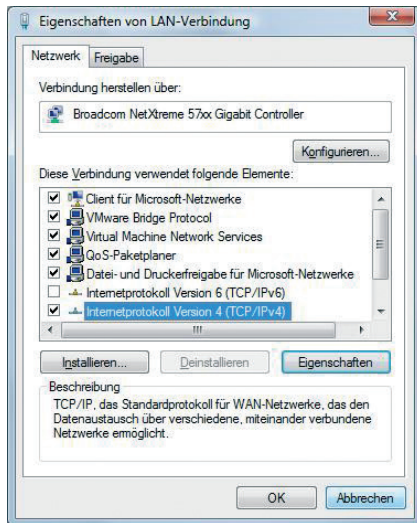 Eigenschaften von LAN-Verbindung
Netzwerk Freigabe
Verbindung herstellen über:
Broadcom NetXtreme 57xx Gigabit Controller
Konfigurieren...
Diese Verbindung verwendet folgende Elemente:
Client für Microsoft-Netzwerke
VMware Bridge Protocol
Virtual Machine Network Services
QoS-Paketplaner
Datei- und Druckerfreigabe für Microsoft-Netzwerke
Internetprotokoll Version 6 (TCP/IPv6)
Internetprotokoll Version 4 (TCP/IPv4)
Installieren... Deinstallieren Eigenschaften
Beschreibung
TCP/IP, das Standardprotokoll für WAN-Netzwerke, das den
Datenaustausch über verschiedene, miteinander verbundene
Netzwerke ermöglicht.
OK Abbrechen